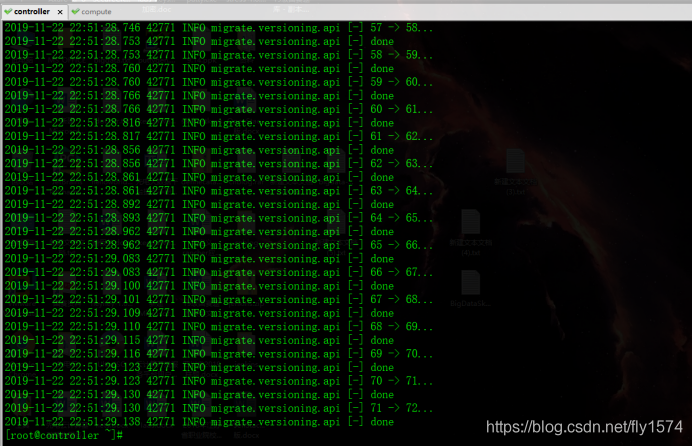 controller × compute
2019-11-22 22:51:28.746 42771 INFO migrate.versioning.api [-] 57 -> 58...
2019-11-22 22:51:28.753 42771 INFO migrate.versioning.api [-] done
2019-11-22 22:51:28.753 42771 INFO migrate.versioning.api [-] 58 -> 59...
2019-11-22 22:51:28.760 42771 INFO migrate.versioning.api [-] done
2019-11-22 22:51:28.760 42771 INFO migrate.versioning.api [-] 59 -> 60...
2019-11-22 22:51:28.766 42771 INFO migrate.versioning.api [-] done
2019-11-22 22:51:28.766 42771 INFO migrate.versioning.api [-] 60 -> 61...
2019-11-22 22:51:28.816 42771 INFO migrate.versioning.api [-] done
2019-11-22 22:51:28.817 42771 INFO migrate.versioning.api [-] 61 -> 62...
2019-11-22 22:51:28.856 42771 INFO migrate.versioning.api [-] done
2019-11-22 22:51:28.856 42771 INFO migrate.versioning.api [-] 62 -> 63...
2019-11-22 22:51:28.861 42771 INFO migrate.versioning.api [-] done
2019-11-22 22:51:28.861 42771 INFO migrate.versioning.api [-] 63 -> 64...
2019-11-22 22:51:28.892 42771 INFO migrate.versioning.api [-] done
2019-11-22 22:51:28.893 42771 INFO migrate.versioning.api [-] 64 -> 65...
2019-11-22 22:51:28.962 42771 INFO migrate.versioning.api [-] done
2019-11-22 22:51:28.962 42771 INFO migrate.versioning.api [-] 65 -> 66...
2019-11-22 22:51:29.083 42771 INFO migrate.versioning.api [-] done
2019-11-22 22:51:29.083 42771 INFO migrate.versioning.api [-] 66 -> 67...
2019-11-22 22:51:29.100 42771 INFO migrate.versioning.api [-] done
2019-11-22 22:51:29.101 42771 INFO migrate.versioning.api [-] 67 -> 68...
2019-11-22 22:51:29.109 42771 INFO migrate.versioning.api [-] done
2019-11-22 22:51:29.110 42771 INFO migrate.versioning.api [-] 68 -> 69...
2019-11-22 22:51:29.115 42771 INFO migrate.versioning.api [-] done
2019-11-22 22:51:29.116 42771 INFO migrate.versioning.api [-] 69 -> 70...
2019-11-22 22:51:29.123 42771 INFO migrate.versioning.api [-] done
2019-11-22 22:51:29.123 42771 INFO migrate.versioning.api [-] 70 -> 71...
2019-11-22 22:51:29.130 42771 INFO migrate.versioning.api [-] done
2019-11-22 22:51:29.130 42771 INFO migrate.versioning.api [-] 71 -> 72...
2019-11-22 22:51:29.138 42771 INFO migrate.versioning.api [-] done
[root@controller ~]#
https://blog.csdn.net/fly1574